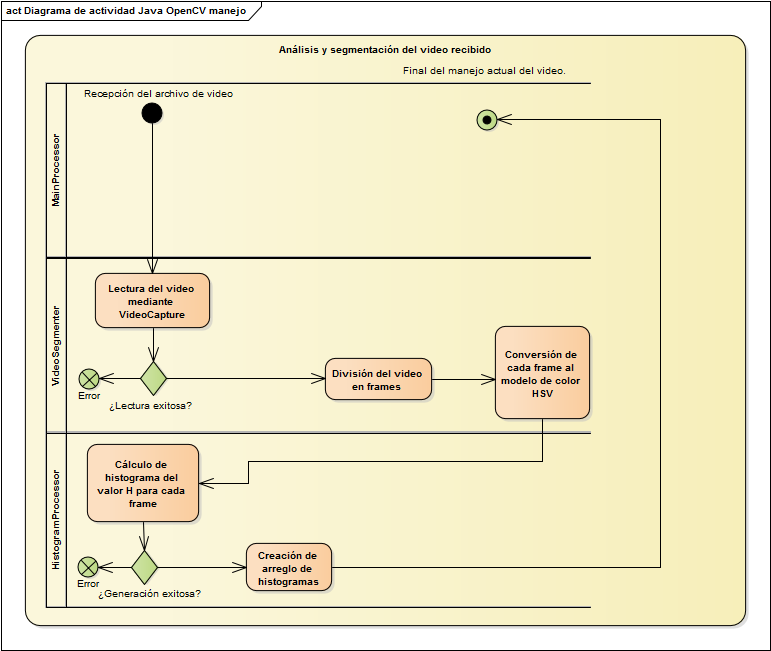 act Diagrama de actividad Java OpenCV manejo
Análisis y segmentación del video recibido
Final del manejo actual del video.
Recepción del archivo de video
MainProcessor
Lectura del video
mediante
VideoCapture
VideoSegmenter
Error
¿Lectura exitosa?
División del video
en frames
Conversión de
cada frame al
modelo de color
HSV
HistogramProcessor
Cálculo de
histograma del
valor H para cada
frame
Error
¿Generación exitosa?
Creación de
arreglo de
histogramas